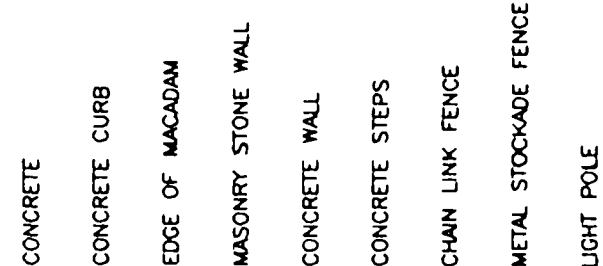 CONCRETE
CONCRETE CURB
EDGE OF MACADAM
MASONRY STONE WALL
CONCRETE WALL
CONCRETE STEPS
CHAIN LINK FENCE
METAL STOCKADE FENCE
LIGHT POLE